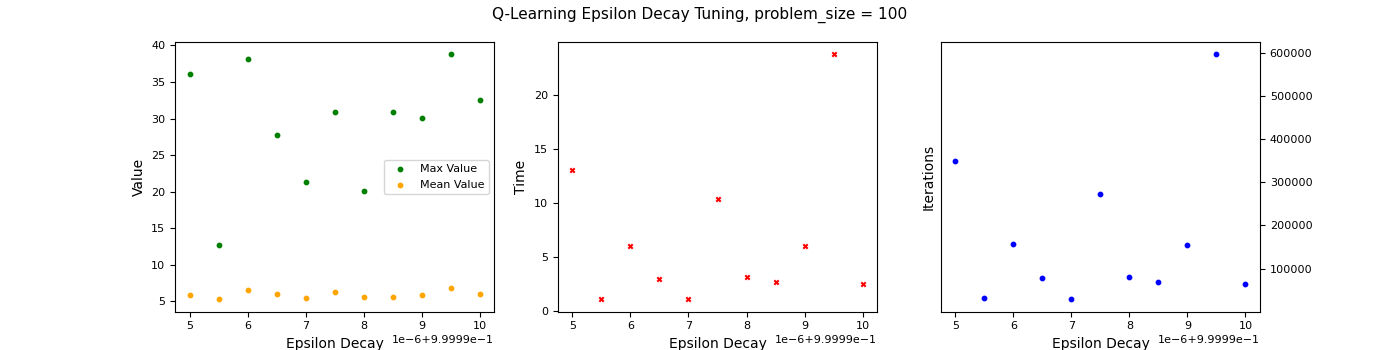 Q-Learning Epsilon Decay Tuning, problem_size = 100
40
35
30
25
20
15
10
5
Value
Max Value
Mean Value
5 6 7 8 9 10
1e-6+9.9999e-1
Epsilon Decay
20
15
10
5
0
Time
5 6 7 8 9 10
1e-6+9.9999e-1
Epsilon Decay
Iterations
600000
500000
400000
300000
200000
100000
5 6 7 8 9 10
1e-6+9.9999e-1
Epsilon Decay